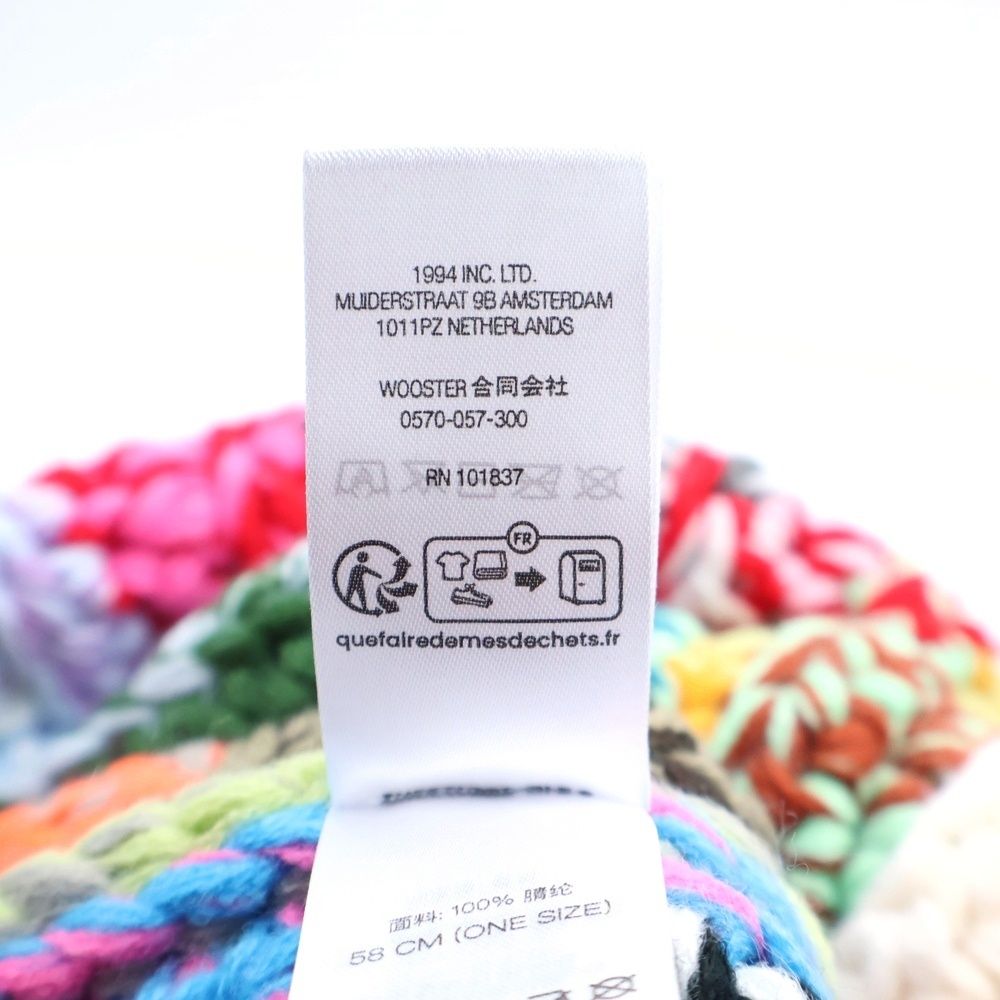 1994 INC. LTD.
MUIDERSTRAAT 9B AMSTERDAM
1011PZ NETHERLANDS
WOOSTER 合同会社
0570-057-300
RN 101837
FR
quefairedemesdechets.fr
面料: 100% 腈纶
58 CM (ONE SIZE)